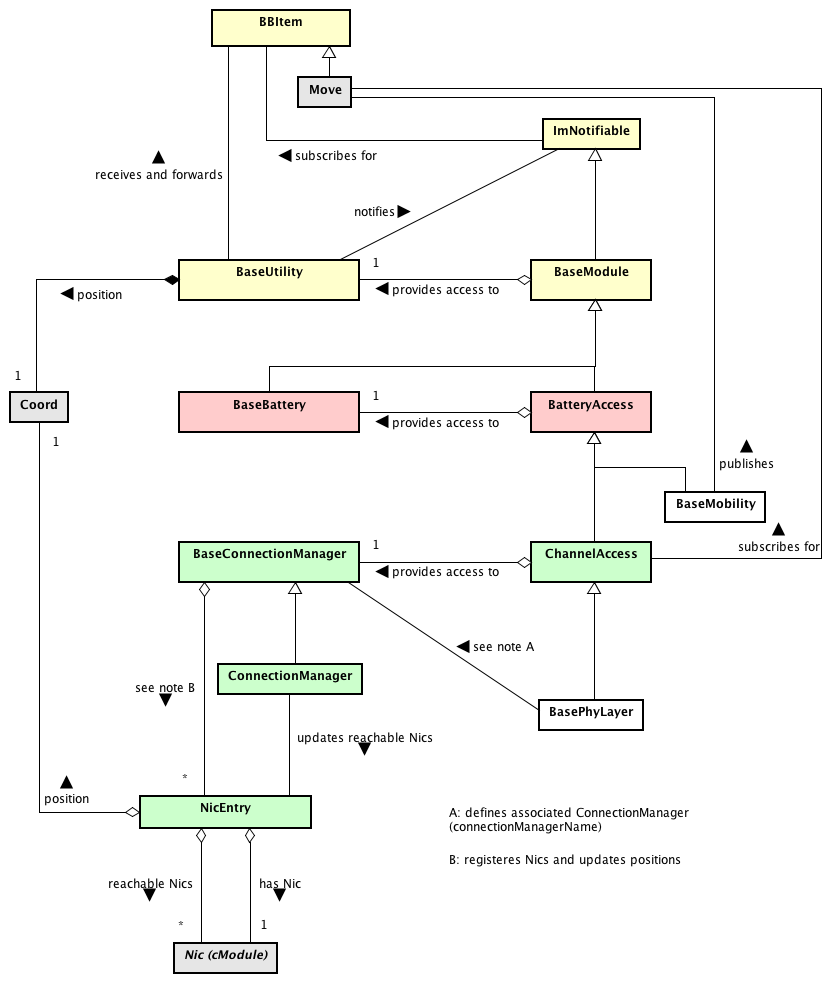 BBItem
Move
ImNotifiable
◀ subscribes for
▲
receives and forwards
notifies ▶
BaseUtility
1
BaseModule
◀ provides access to
◀ position
1
Coord
1
BaseBattery
1
BatteryAccess
◀ provides access to
▲
publishes
BaseMobility
▲
subscribes for
BaseConnectionManager
1
ChannelAccess
◀ provides access to
◀ see note A
ConnectionManager
see note B
▼
BasePhyLayer
updates reachable Nics
▼
*
▲
position
NicEntry
A: defines associated ConnectionManager
(connectionManagerName)
B: registeres Nics and updates positions
reachable Nics
▼
has Nic
▼
*
1
Nic (cModule)